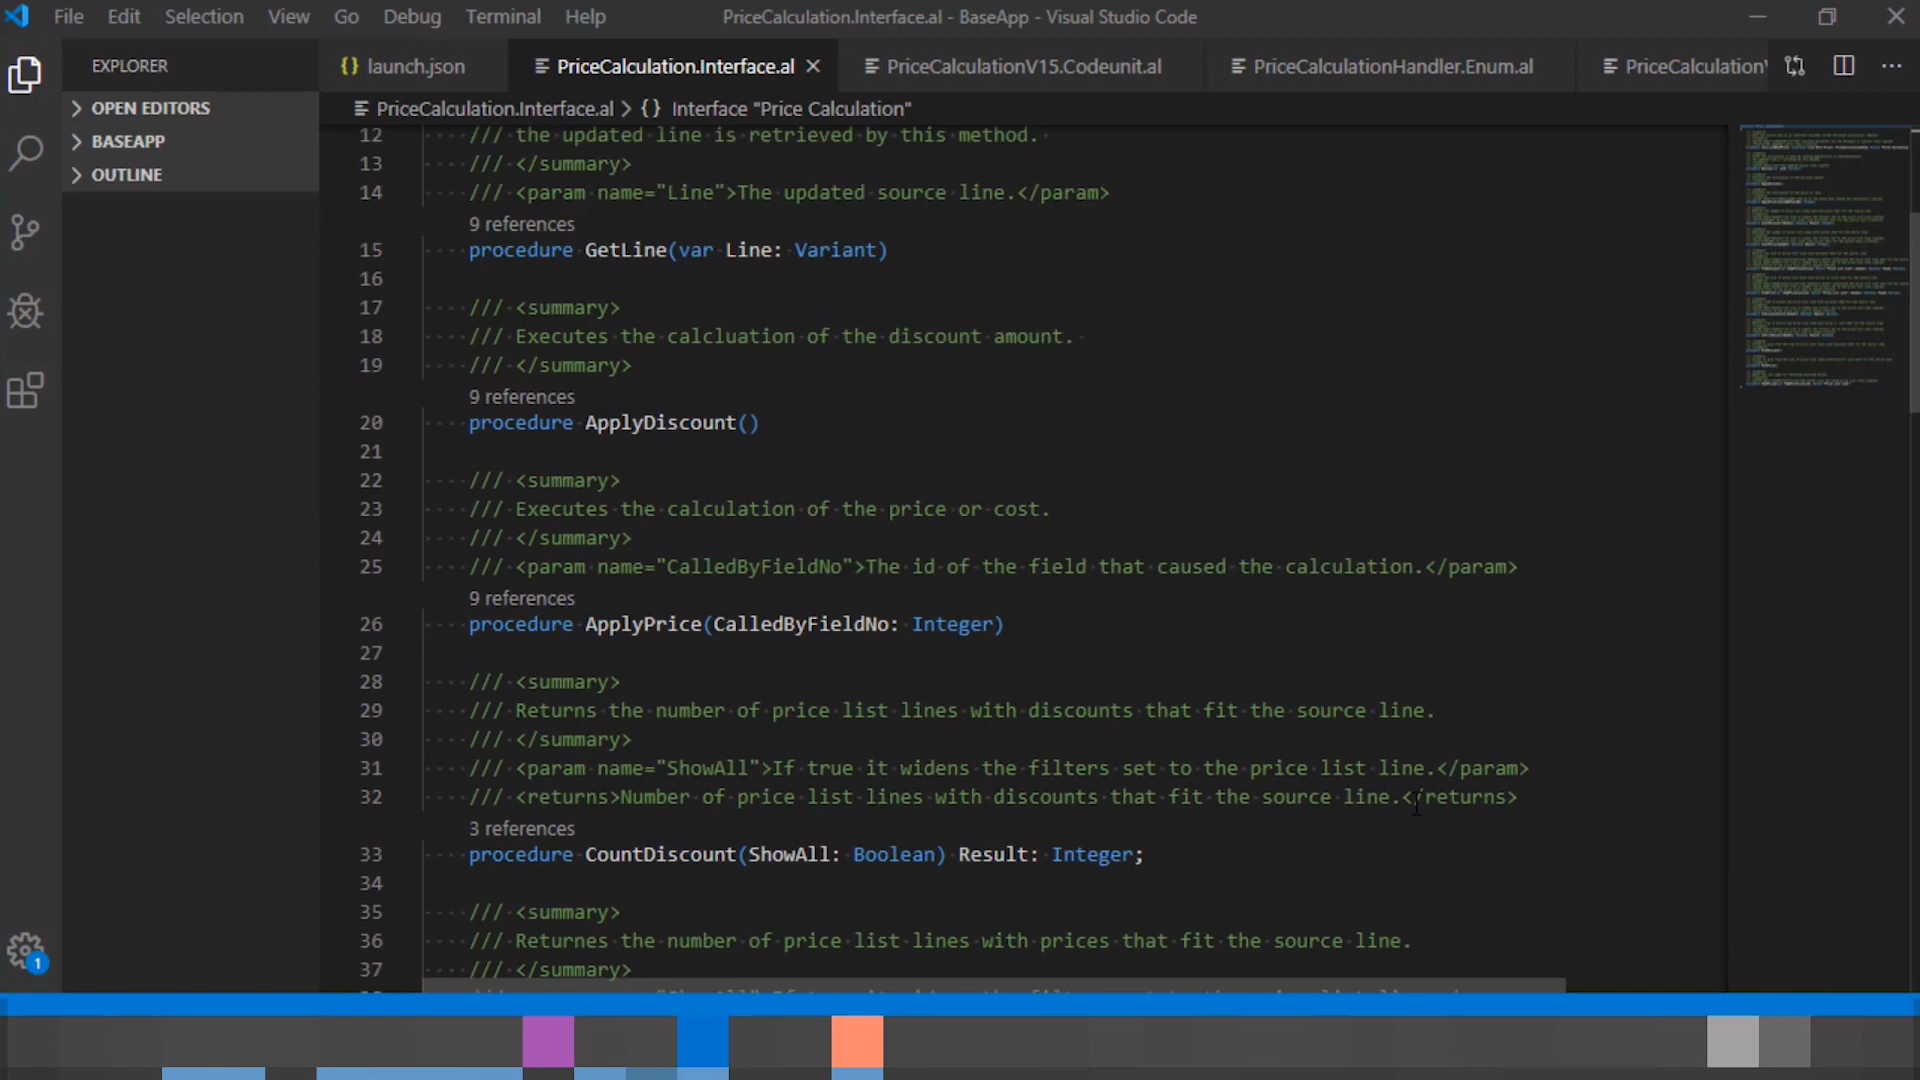 File Edit Selection View Go Debug Terminal Help
PriceCalculation.Interface.al - BaseApp - Visual Studio Code
EXPLORER
OPEN EDITORS
BASEAPP
OUTLINE
{} launch.json
PriceCalculation.Interface.al
PriceCalculationV15.Codeunit.al
PriceCalculationHandler.Enum.al
PriceCalculationV
PriceCalculation.Interface.al > {} Interface "Price Calculation"
12 /// the updated line is retrieved by this method.
13 /// </summary>
14 /// <param name="Line">The updated source line.</param>
9 references
15 procedure GetLine(var Line: Variant)
16
17 /// <summary>
18 /// Executes the calcluation of the discount amount.
19 /// </summary>
9 references
20 procedure ApplyDiscount()
21
22 /// <summary>
23 /// Executes the calculation of the price or cost.
24 /// </summary>
25 /// <param name="CalledByFieldNo">The id of the field that caused the calculation.</param>
9 references
26 procedure ApplyPrice(CalledByFieldNo: Integer)
27
28 /// <summary>
29 /// Returns the number of price list lines with discounts that fit the source line.
30 /// </summary>
31 /// <param name="ShowAll">If true it widens the filters set to the price list line.</param>
32 /// <returns>Number of price list lines with discounts that fit the source line.</returns>
3 references
33 procedure CountDiscount(ShowAll: Boolean) Result: Integer;
34
35 /// <summary>
36 /// Returnes the number of price list lines with prices that fit the source line.
37 /// </summary>
1